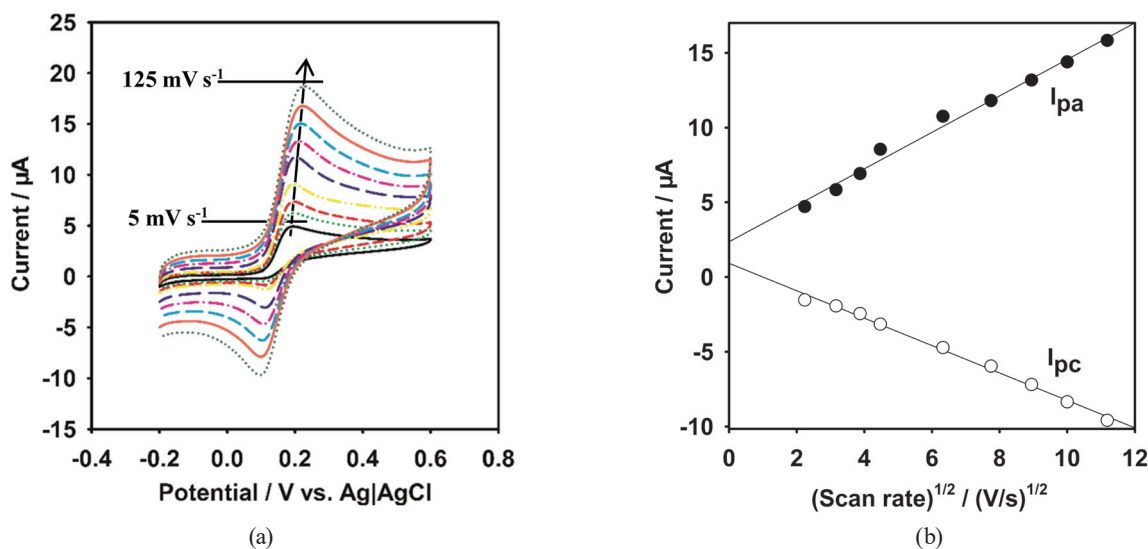 25
20
15
10
5
0
-5
-10
-15
Current / µA
125 mV s⁻¹
5 mV s⁻¹
-0.4 -0.2 0.0 0.2 0.4 0.6 0.8
Potential / V vs. Ag|AgCl
(a)
15
10
5
0
-5
-10
Current / µA
Ipa
Ipc
0 2 4 6 8 10 12
(Scan rate)^1/2 / (V/s)^1/2
(b)